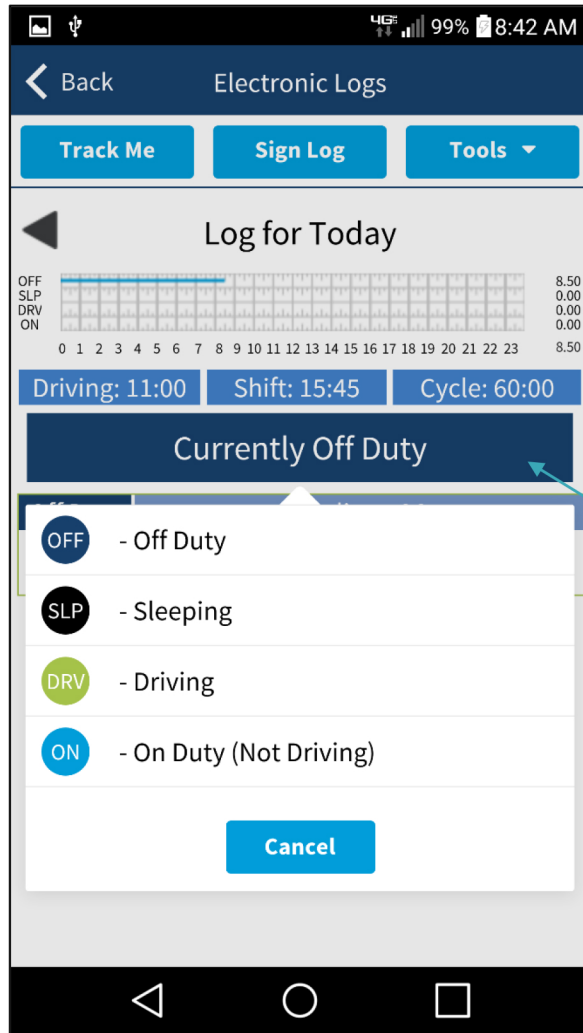 4G 99% 8:42 AM
Back Electronic Logs
Track Me Sign Log Tools
Log for Today
OFF 8.50
SLP 0.00
DRV 0.00
ON 0.00
0 1 2 3 4 5 6 7 8 9 10 11 12 13 14 15 16 17 18 19 20 21 22 23 8.50
Driving: 11:00 Shift: 15:45 Cycle: 60:00
Currently Off Duty
OFF - Off Duty
SLP - Sleeping
DRV - Driving
ON - On Duty (Not Driving)
Cancel